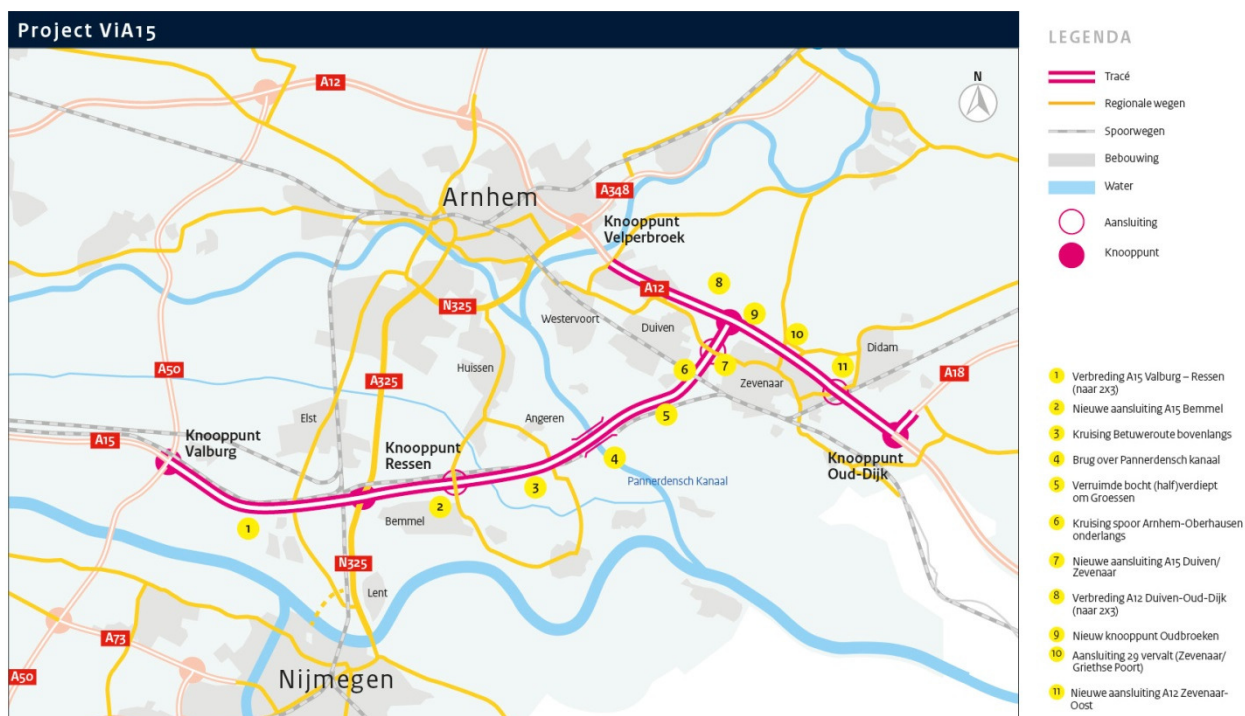 Project ViA15
A12
N
A348
Arnhem
Knooppunt
Velperbroek
A12
8
9
N325
Westervoort
Duiven
10
Didam
A50
Huissen
6
7
11
A325
Zevenaar
A18
Elst
Angeren
5
A15
Knooppunt
Valburg
Knooppunt
Ressen
4
Knooppunt
Oud-Dijk
2
3
Pannerdensch Kanaal
1
Bemmel
N325
Lent
A73
A50
Nijmegen
LEGENDA
Tracé
Regionale wegen
Spoorwegen
Bebouwing
Water
Aansluiting
Knooppunt
1 Verbreding A15 Valburg – Ressen
(naar 2x3)
2 Nieuwe aansluiting A15 Bemmel
3 Kruising Betuweroute bovenlangs
4 Brug over Pannerdensch kanaal
5 Verruimde bocht (half)verdiept
om Groessen
6 Kruising spoor Arnhem-Oberhausen
onderlangs
7 Nieuwe aansluiting A15 Duiven/
Zevenaar
8 Verbreding A12 Duiven-Oud-Dijk
(naar 2x3)
9 Nieuw knooppunt Oudbroeken
10 Aansluiting 29 vervalt (Zevenaar/
Griethse Poort)
11 Nieuwe aansluiting A12 Zevenaar-
Oost